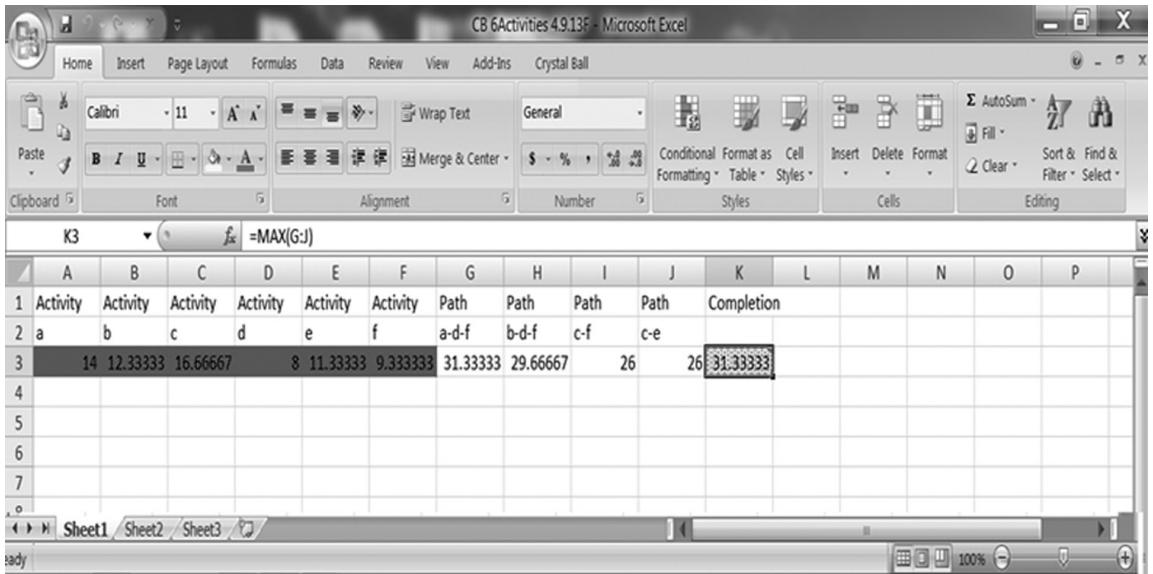 CB 6Activities 4.9.13F - Microsoft Excel
Home Insert Page Layout Formulas Data Review View Add-Ins Crystal Ball
Calibri 11 A A Wrap Text General Σ AutoSum
Paste B I U A Merge & Center $ % , .0 .00 Conditional Formatting Format as Table Cell Styles Insert Delete Format Fill Clear Sort & Filter Find & Select
Clipboard Font Alignment Number Styles Cells Editing
K3 fx =MAX(G:J)
A B C D E F G H I J K L M N O P
1 Activity Activity Activity Activity Activity Activity Path Path Path Path Completion
2 a b c d e f a-d-f b-d-f c-f c-e
3 14 12.33333 16.66667 8 11.33333 9.333333 31.33333 29.66667 26 26 31.33333
4
5
6
7
Sheet1 Sheet2 Sheet3
eady 100%